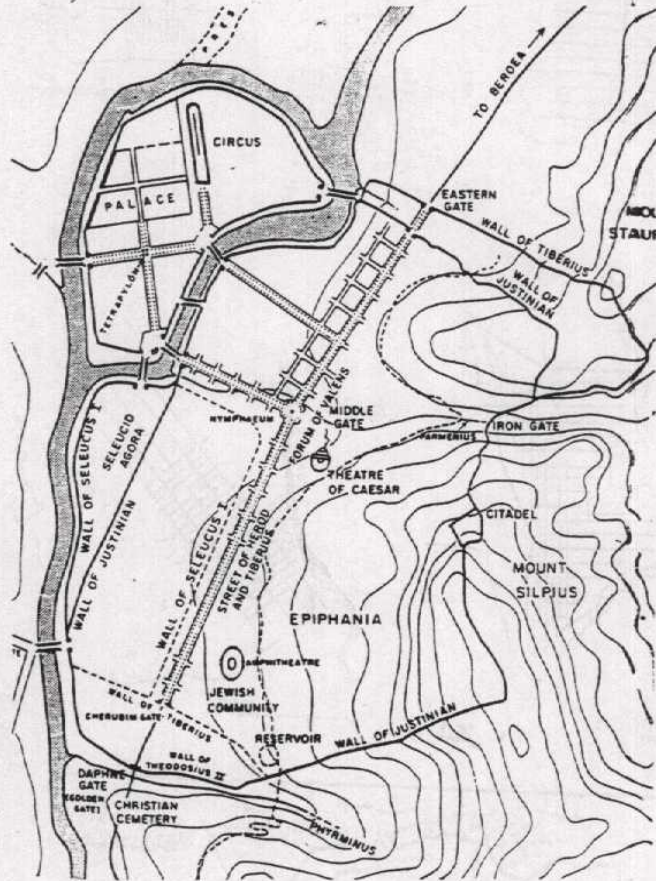 TO BEROEA
CIRCUS
PALACE
EASTERN
GATE
WALL OF TIBERIUS
WALL OF
JUSTINIAN
TETRAPYLON
WALL OF SELEUCUS I
SELEUCID
AGORA
WALL OF JUSTINIAN
NYMPHAEUM
FORUM OF VALENS
MIDDLE
GATE
PARMERIUS
IRON GATE
THEATRE
OF CAESAR
CITADEL
MOUNT
SILPIUS
WALL OF SELEUCUS I
STREET OF HEROD
AND TIBERIUS
EPIPHANIA
AMPHITHEATRE
JEWISH
COMMUNITY
WALL OF
TIBERIUS
CHERUBIM GATE
RESERVOIR
WALL OF JUSTINIAN
WALL OF
THEODOSIUS II
DAPHNE
GATE
(GOLDEN
GATE)
CHRISTIAN
CEMETERY
PHYRMINUS